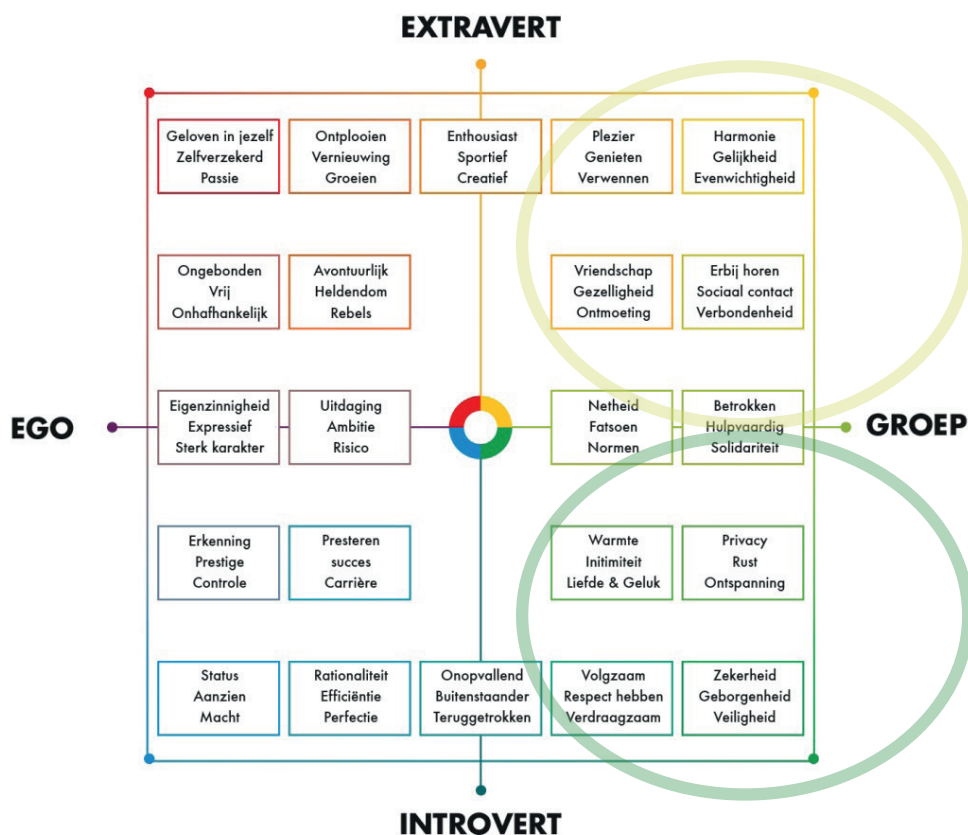 EXTRAVERT
Geloven in jezelf
Zelfverzekerd
Passie
Ontplooien
Vernieuwing
Groeien
Enthousiast
Sportief
Creatief
Plezier
Genieten
Verwennen
Harmonie
Gelijkheid
Evenwichtigheid
Ongebonden
Vrij
Onhafhankelijk
Avontuurlijk
Heldendom
Rebels
Vriendschap
Gezelligheid
Ontmoeting
Erbij horen
Sociaal contact
Verbondenheid
EGO
Eigenzinnigheid
Expressief
Sterk karakter
Uitdaging
Ambitie
Risico
Netheid
Fatsoen
Normen
Betrokken
Hulpvaardig
Solidariteit
GROEP
Erkenning
Prestige
Controle
Presteren
succes
Carrière
Warmte
Initimiteit
Liefde & Geluk
Privacy
Rust
Ontspanning
Status
Aanzien
Macht
Rationaliteit
Efficiëntie
Perfectie
Onopvallend
Buitenstaander
Teruggetrokken
Volgzaam
Respect hebben
Verdraagzaam
Zekerheid
Geborgenheid
Veiligheid
INTROVERT